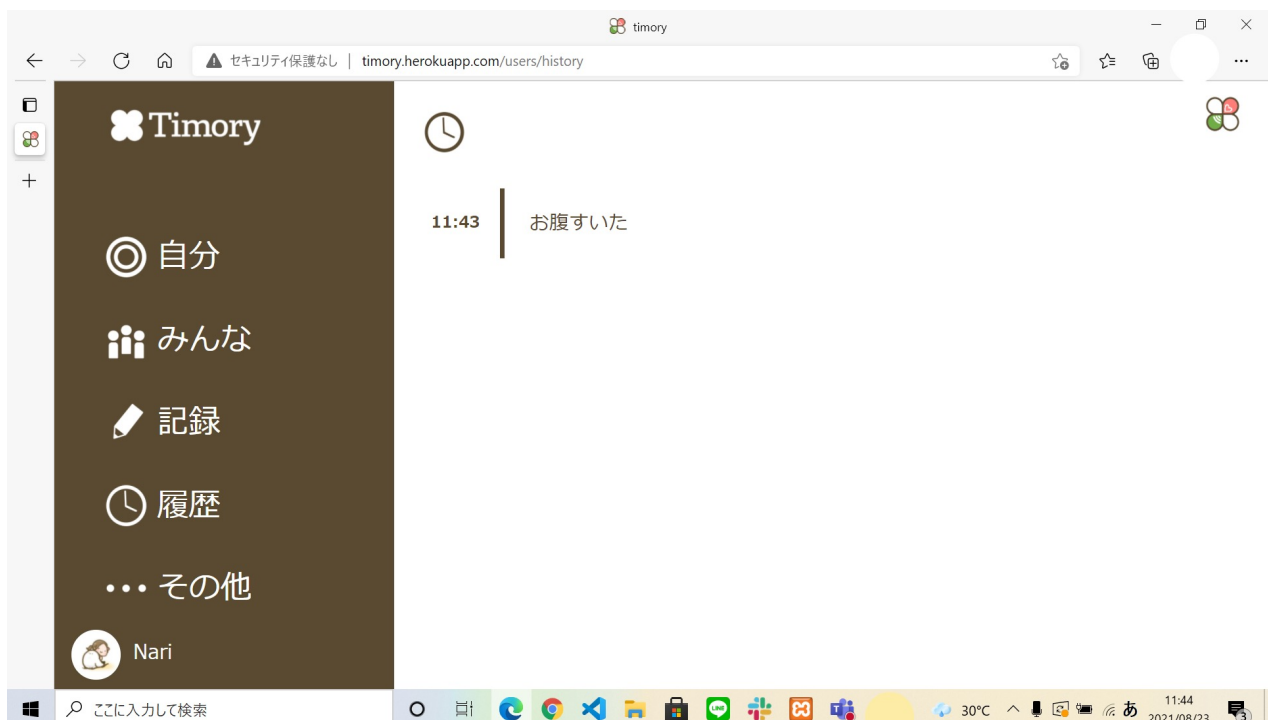 timory
セキュリティ保護なし | timory.herokuapp.com/users/history
Timory
11:43 お腹すいた
自分
みんな
記録
履歴
その他
Nari
ここに入力して検索
30°C
あ
11:44
2021/08/23
3